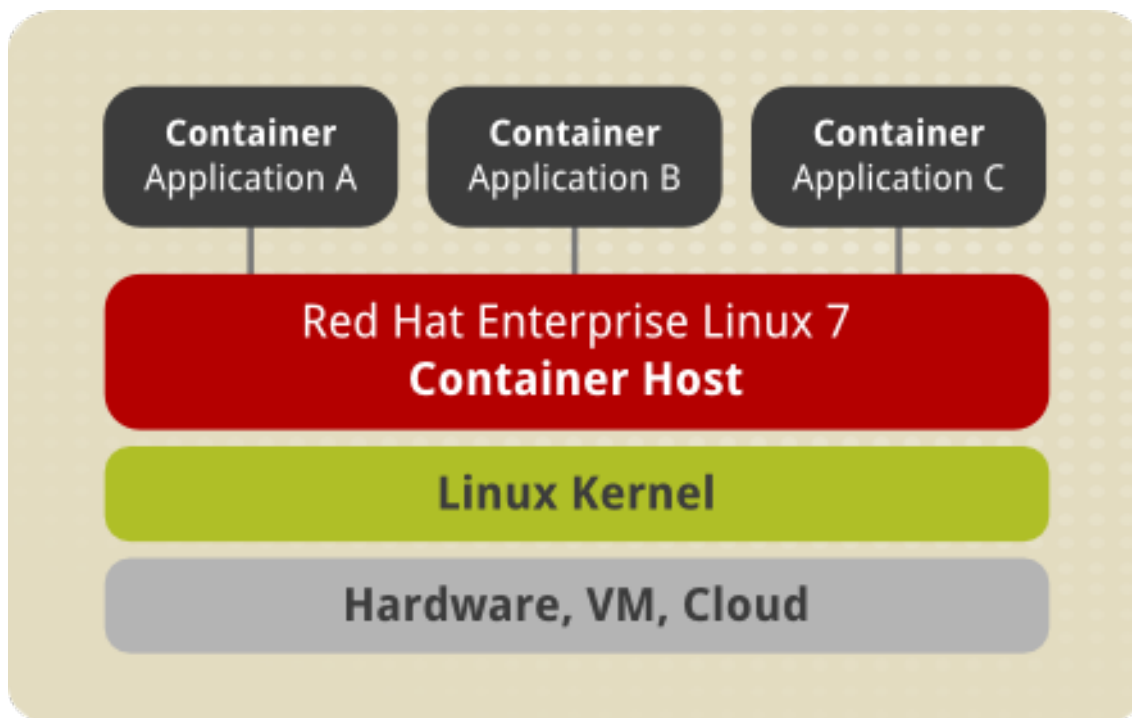 Container
Application A
Container
Application B
Container
Application C
Red Hat Enterprise Linux 7
Container Host
Linux Kernel
Hardware, VM, Cloud